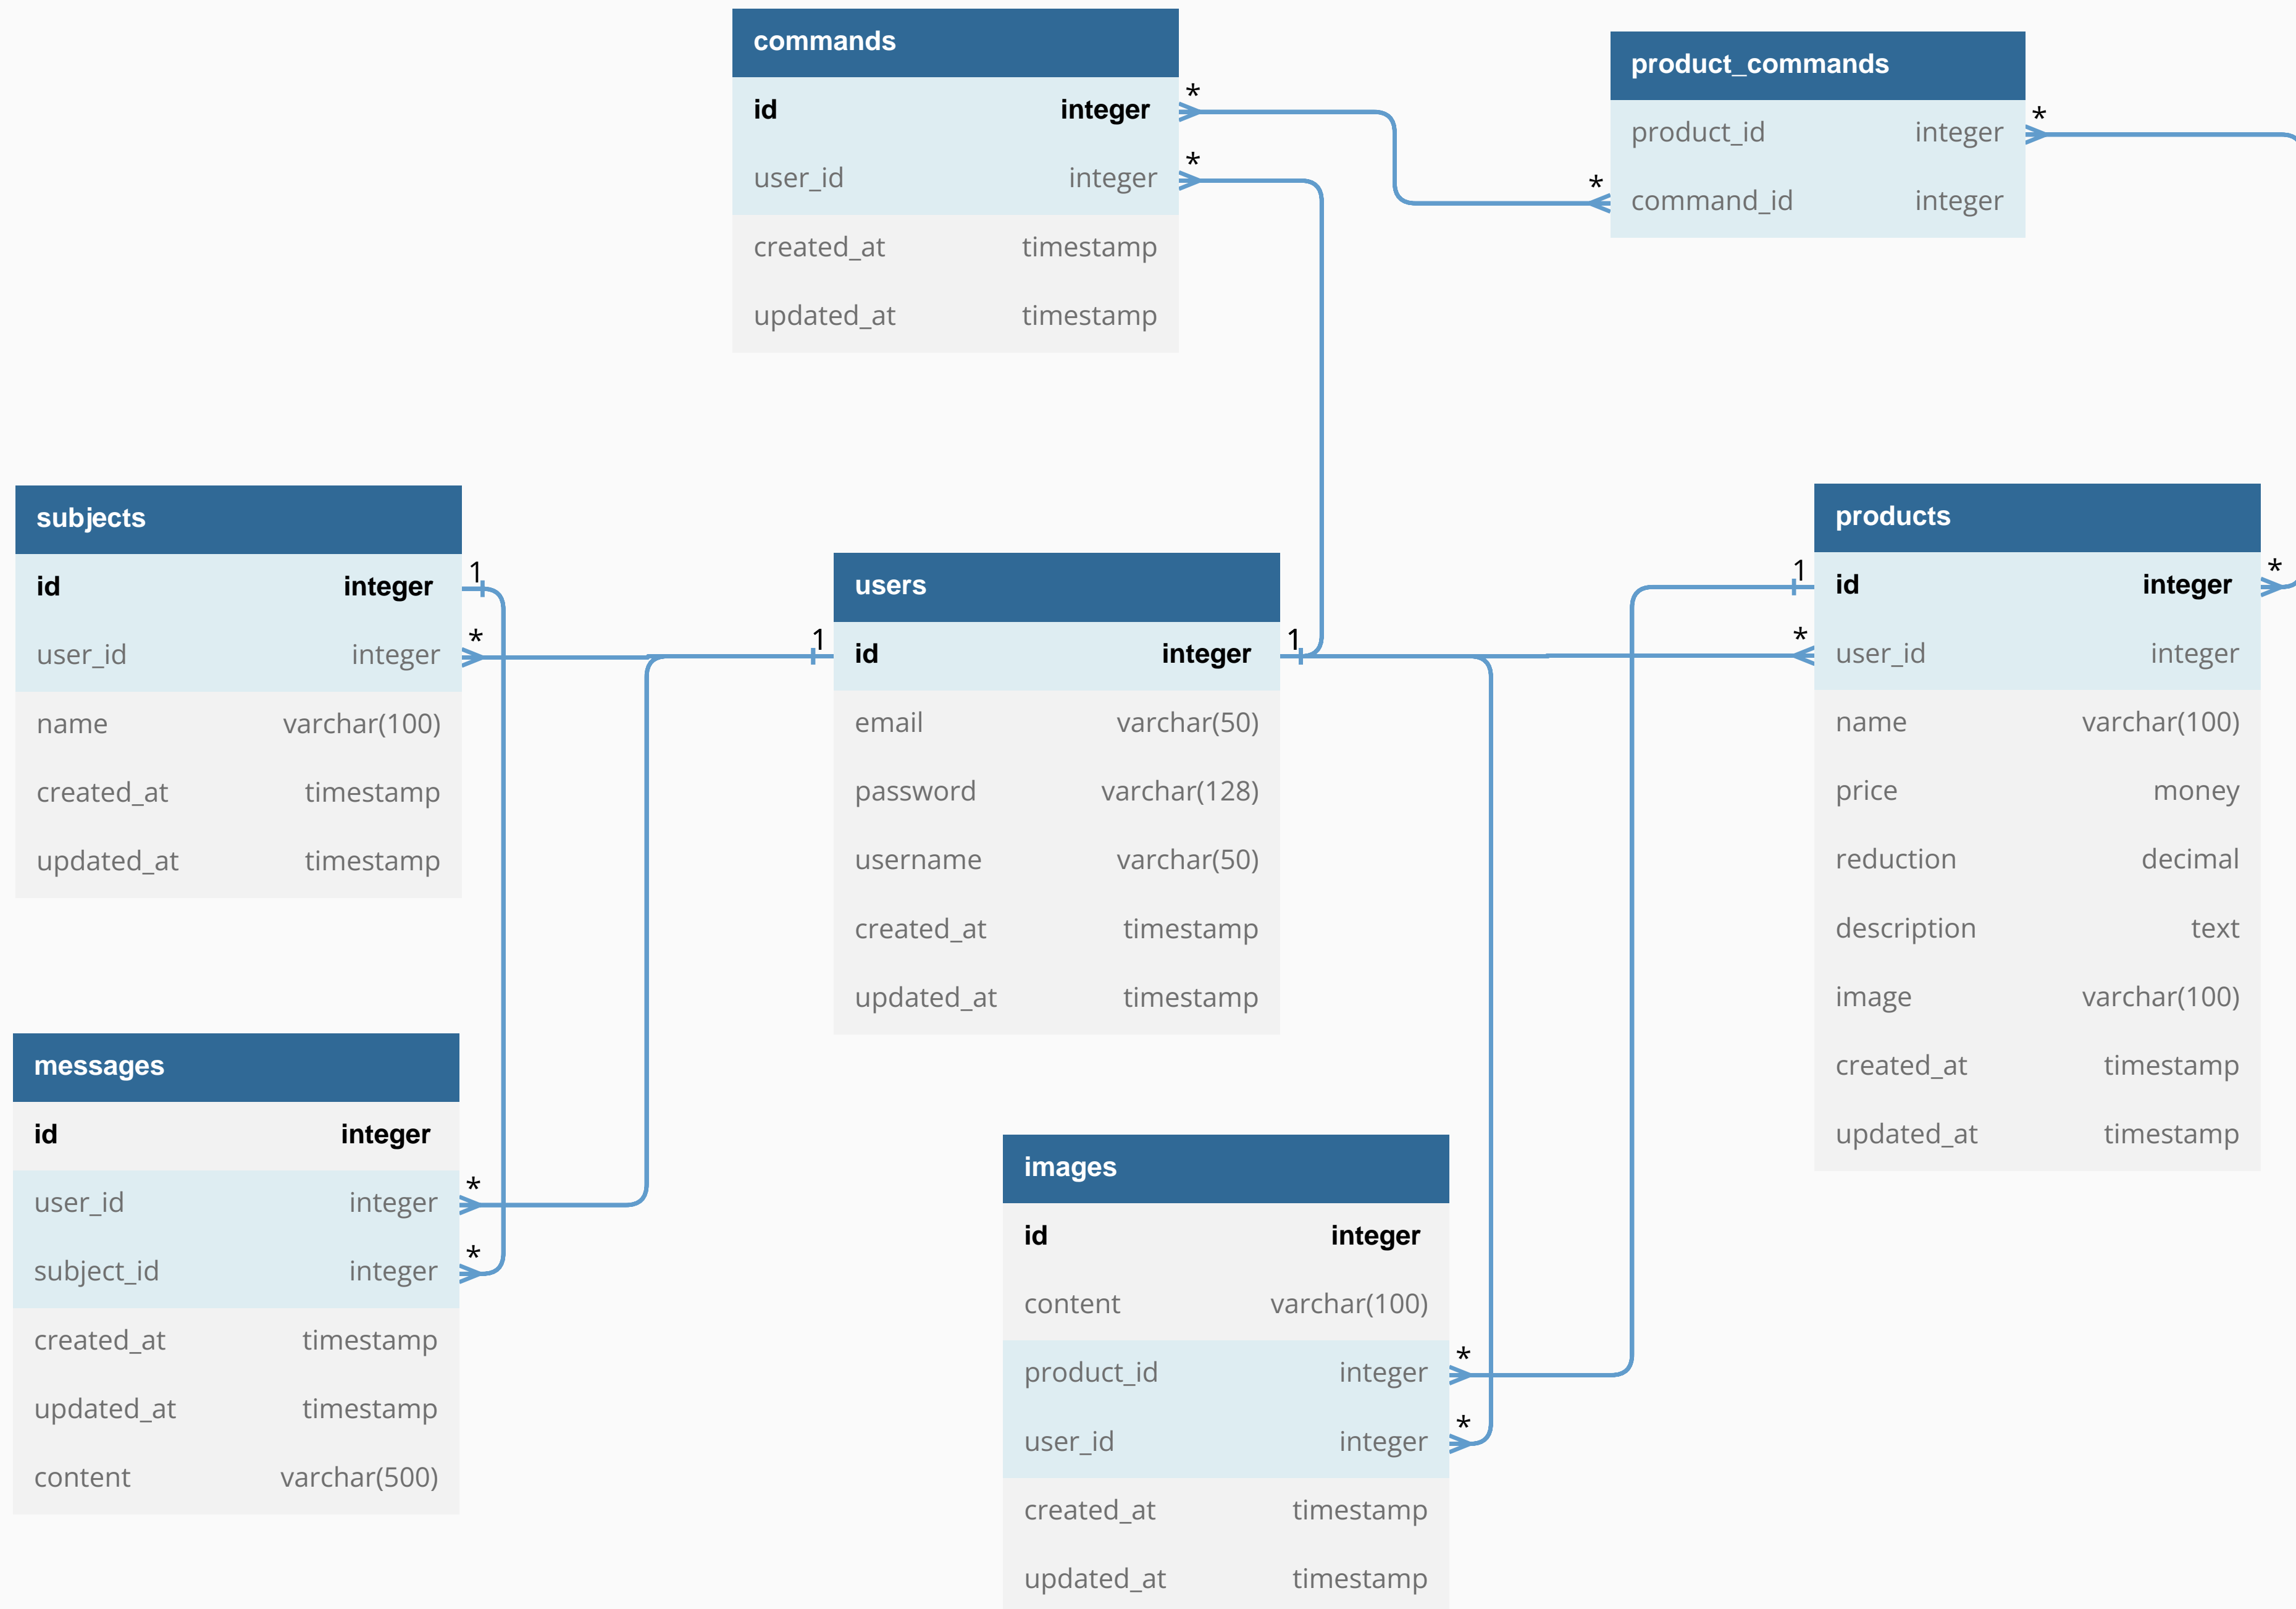 commands
id integer *
user_id integer *
created_at timestamp
updated_at timestamp
product_commands
product_id integer *
* command_id integer
subjects
id integer 1
user_id integer *
name varchar(100)
created_at timestamp
updated_at timestamp
users
1 id integer 1
email varchar(50)
password varchar(128)
username varchar(50)
created_at timestamp
updated_at timestamp
products
1 id integer *
* user_id integer
name varchar(100)
price money
reduction decimal
description text
image varchar(100)
created_at timestamp
updated_at timestamp
messages
id integer
user_id integer *
subject_id integer *
created_at timestamp
updated_at timestamp
content varchar(500)
images
id integer
content varchar(100)
product_id integer *
user_id integer *
created_at timestamp
updated_at timestamp